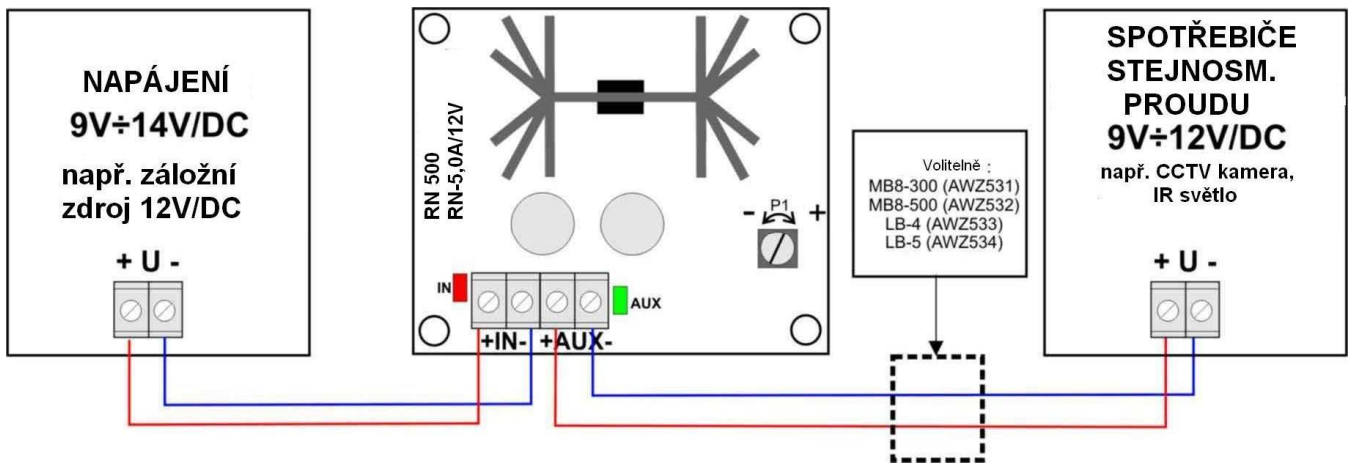 NAPÁJENÍ
9V÷14V/DC
např. záložní
zdroj 12V/DC
+ U -
RN 500
RN-5,0A/12V
- P1 +
IN
AUX
+IN- +AUX-
Volitelně :
MB8-300 (AWZ531)
MB8-500 (AWZ532)
LB-4 (AWZ533)
LB-5 (AWZ534)
SPOTŘEBIČE
STEJNOSM.
PROUDU
9V÷12V/DC
např. CCTV kamera,
IR světlo
+ U -